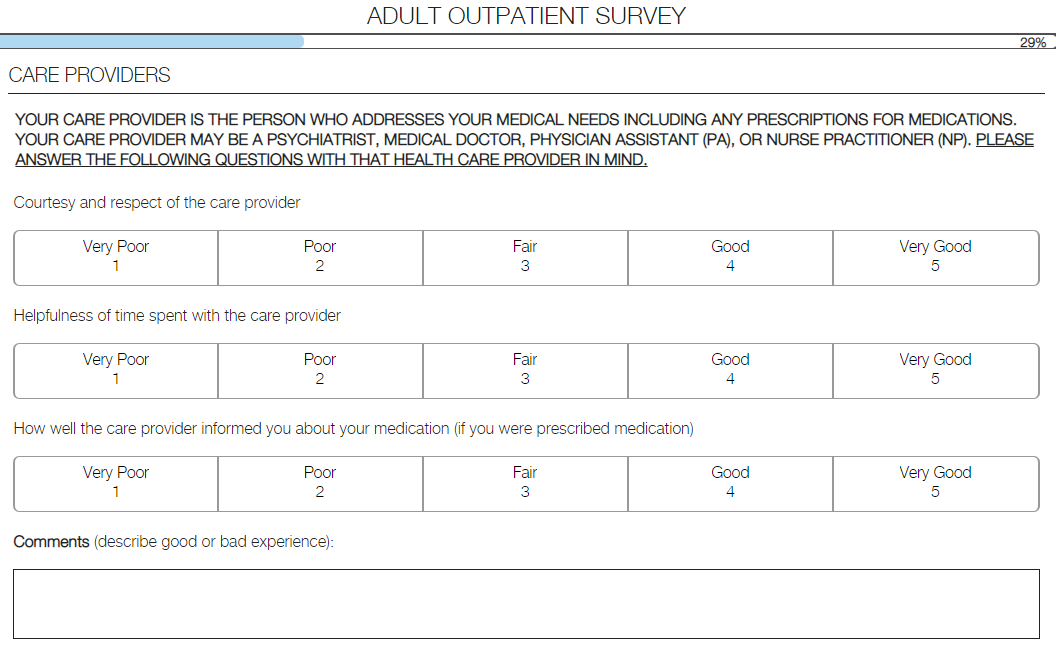 ADULT OUTPATIENT SURVEY
29%
CARE PROVIDERS
YOUR CARE PROVIDER IS THE PERSON WHO ADDRESSES YOUR MEDICAL NEEDS INCLUDING ANY PRESCRIPTIONS FOR MEDICATIONS.
YOUR CARE PROVIDER MAY BE A PSYCHIATRIST, MEDICAL DOCTOR, PHYSICIAN ASSISTANT (PA), OR NURSE PRACTITIONER (NP). PLEASE
ANSWER THE FOLLOWING QUESTIONS WITH THAT HEALTH CARE PROVIDER IN MIND.
Courtesy and respect of the care provider
Very Poor Poor Fair Good Very Good
1 2 3 4 5
Helpfulness of time spent with the care provider
Very Poor Poor Fair Good Very Good
1 2 3 4 5
How well the care provider informed you about your medication (if you were prescribed medication)
Very Poor Poor Fair Good Very Good
1 2 3 4 5
Comments (describe good or bad experience):